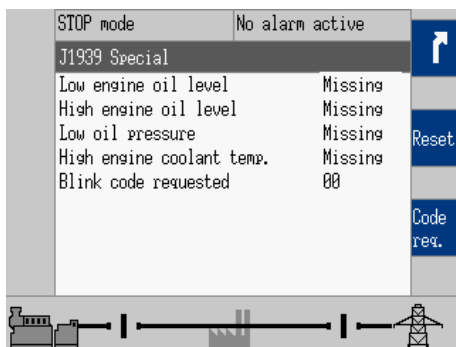 STOP mode No alarm active
J1939 Special
Low engine oil level Missing
High engine oil level Missing
Low oil pressure Missing
High engine coolant temp. Missing
Blink code requested 00
Reset
Code
req.